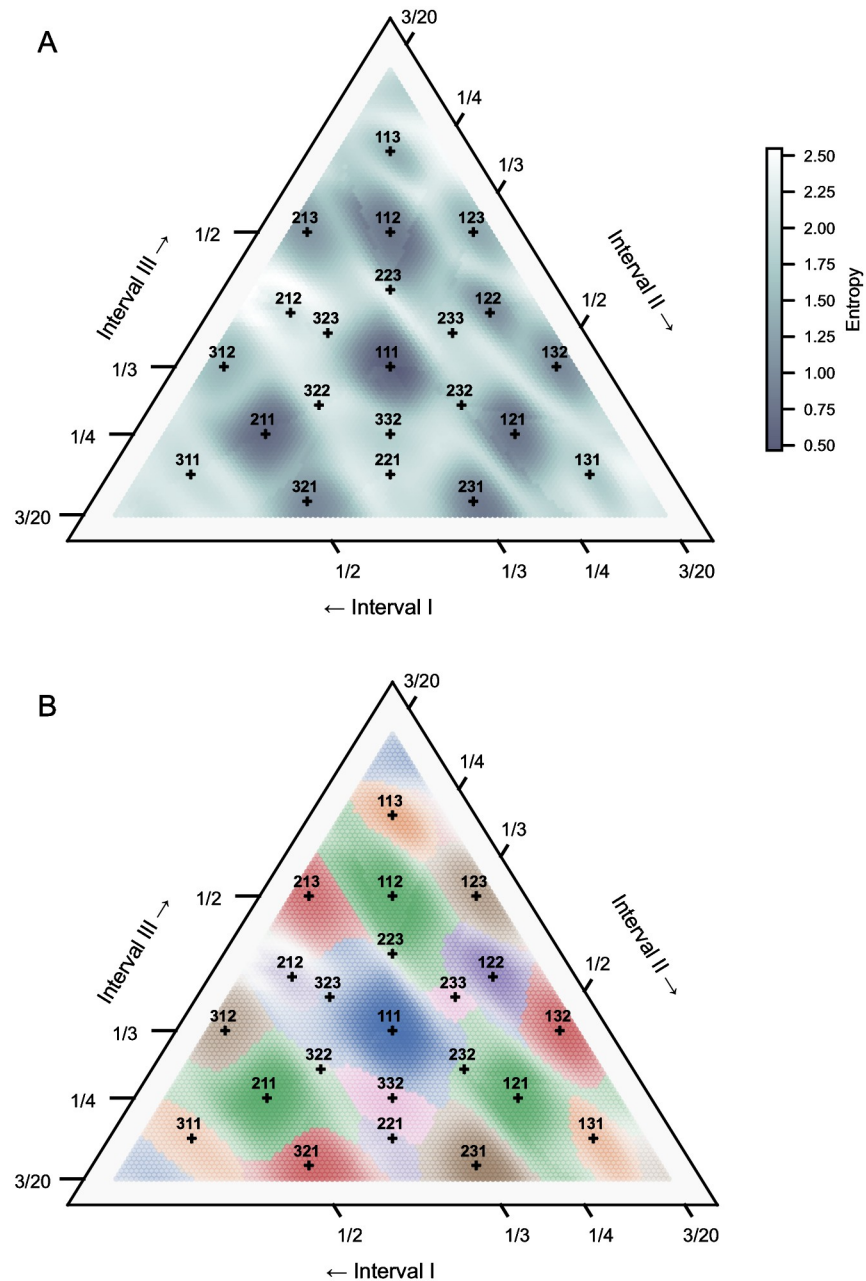 A
3/20
1/4
113
1/3
213 112 123
1/2
Interval III →
Interval II →
223
212 122
1/2
323 233
312 111 132
1/3
322 232
211 332 121
1/4
311 221 131
321 231
3/20
1/2 1/3 1/4 3/20
← Interval I
2.50
2.25
2.00
1.75
1.50
1.25
1.00
0.75
0.50
Entropy
B
3/20
1/4
113
1/3
213 112 123
1/2
Interval III →
Interval II →
223
212 122
1/2
323 233
312 111 132
1/3
322 232
211 332 121
1/4
311 221 131
321 231
3/20
1/2 1/3 1/4 3/20
← Interval I